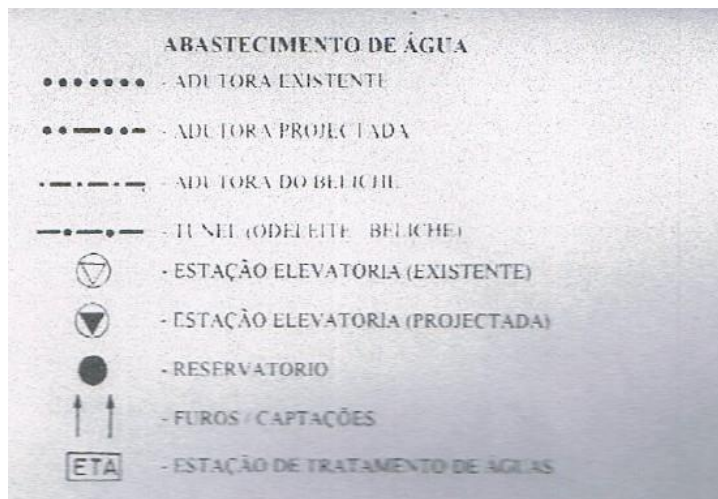 ABASTECIMENTO DE ÁGUA
- ADUTORA EXISTENTE
- ADUTORA PROJECTADA
- ADUTORA DO BELICHE
- TUNEL (ODELEITE - BELICHE)
- ESTAÇÃO ELEVATORIA (EXISTENTE)
- ESTAÇÃO ELEVATORIA (PROJECTADA)
- RESERVATORIO
- FUROS / CAPTAÇÕES
ETA - ESTAÇÃO DE TRATAMENTO DE ÁGUAS